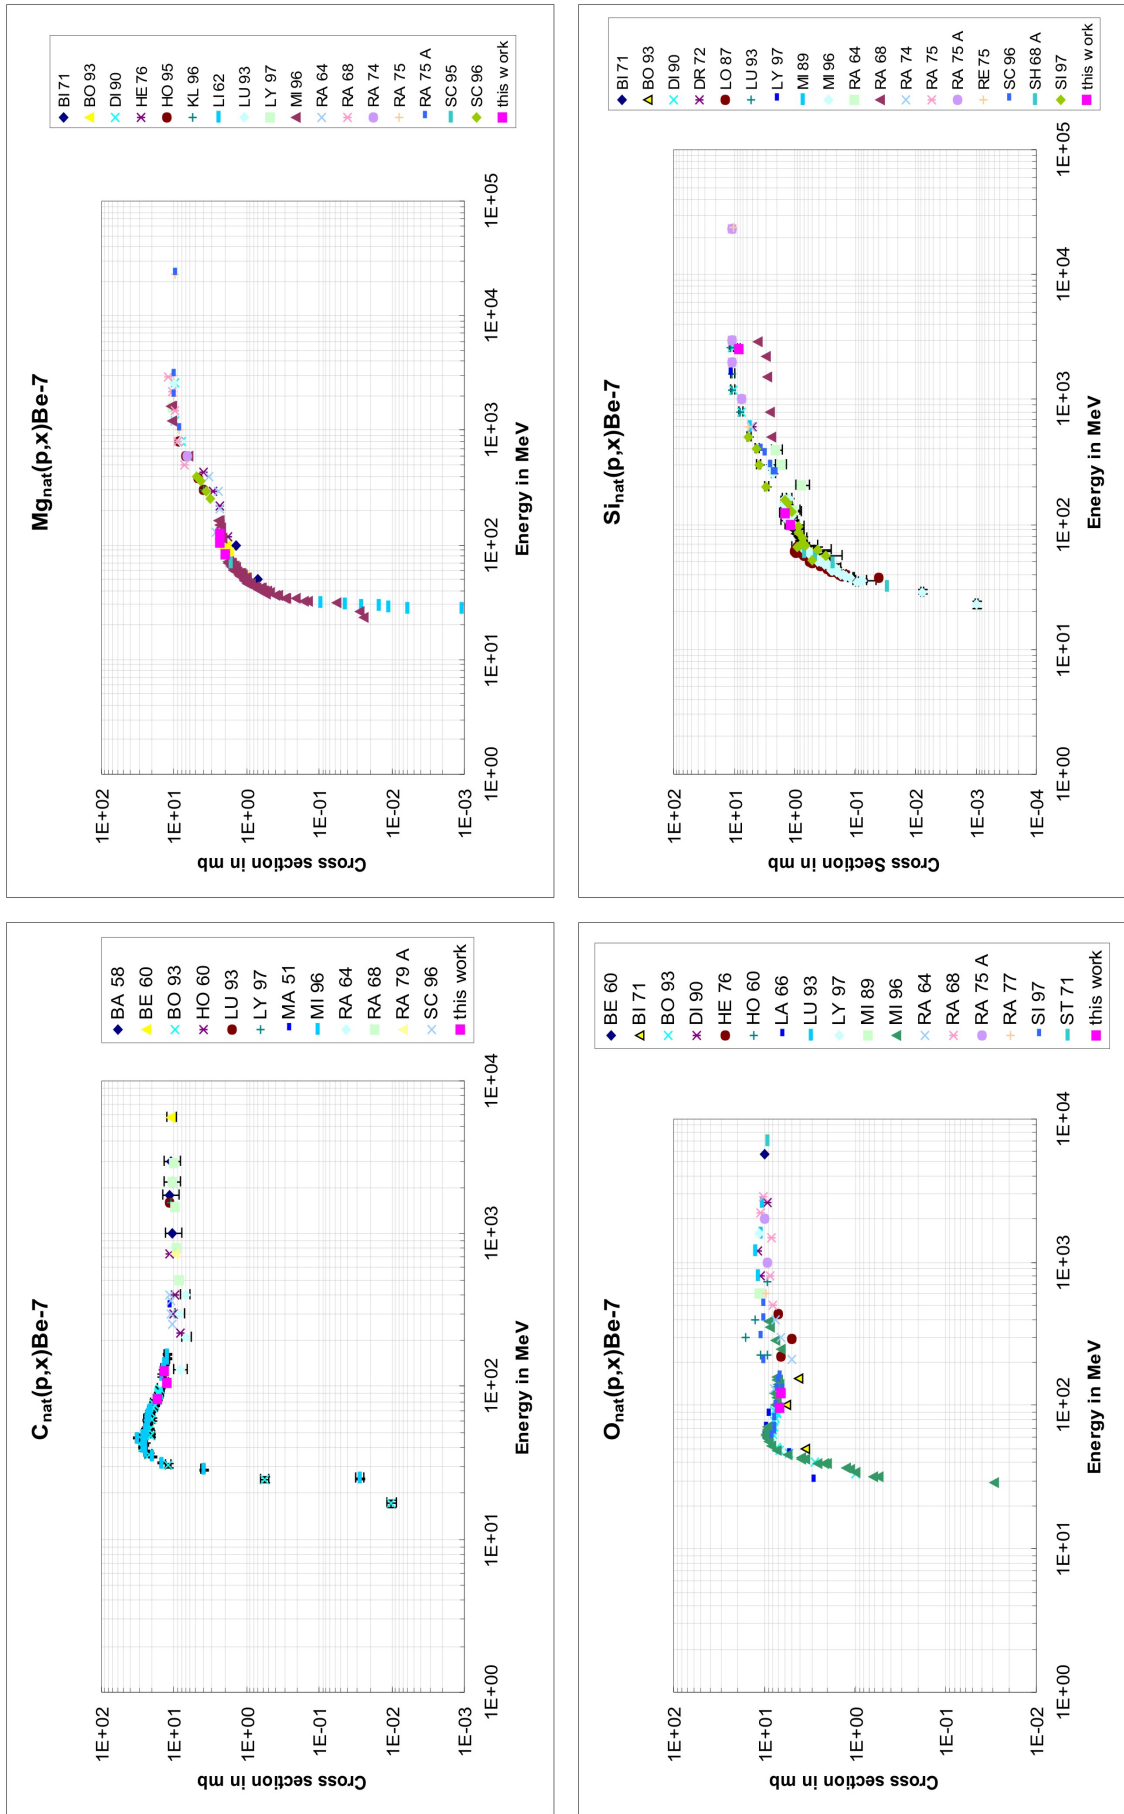 Cnat(p,x)Be-7
Cross section in mb
1E+02
1E+01
1E+00
1E-01
1E-02
1E-03
1E+00
1E+01
1E+02
1E+03
1E+04
Energy in MeV
BA 58
BE 60
BO 93
HO 60
LU 93
LY 97
MA 51
MI 96
RA 64
RA 68
RA 79 A
SC 96
this work
Mgnat(p,x)Be-7
Cross section in mb
1E+02
1E+01
1E+00
1E-01
1E-02
1E-03
1E+00
1E+01
1E+02
1E+03
1E+04
1E+05
Energy in MeV
BI 71
BO 93
DI 90
HE 76
HO 95
KL 96
LI 62
LU 93
LY 97
MI 96
RA 64
RA 68
RA 74
RA 75
RA 75 A
SC 95
SC 96
this work
Onat(p,x)Be-7
Cross section in mb
1E+02
1E+01
1E+00
1E-01
1E-02
1E+00
1E+01
1E+02
1E+03
1E+04
Energy in MeV
BE 60
BI 71
BO 93
DI 90
HE 76
HO 60
LA 66
LU 93
LY 97
MI 89
MI 96
RA 64
RA 68
RA 75 A
RA 77
SI 97
ST 71
this work
Sinat(p,x)Be-7
Cross Section in mb
1E+02
1E+01
1E+00
1E-01
1E-02
1E-03
1E-04
1E+00
1E+01
1E+02
1E+03
1E+04
1E+05
Energy in MeV
BI 71
BO 93
DI 90
DR 72
LO 87
LU 93
LY 97
MI 89
MI 96
RA 64
RA 68
RA 74
RA 75
RA 75 A
RE 75
SC 96
SH 68 A
SI 97
this work